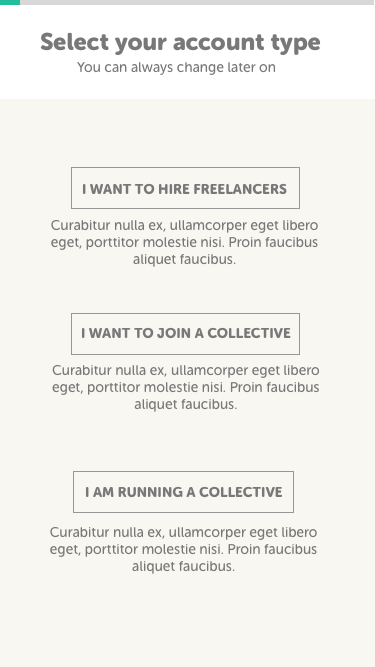 Select your account type
You can always change later on
I WANT TO HIRE FREELANCERS
Curabitur nulla ex, ullamcorper eget libero
eget, porttitor molestie nisi. Proin faucibus
aliquet faucibus.
I WANT TO JOIN A COLLECTIVE
Curabitur nulla ex, ullamcorper eget libero
eget, porttitor molestie nisi. Proin faucibus
aliquet faucibus.
I AM RUNNING A COLLECTIVE
Curabitur nulla ex, ullamcorper eget libero
eget, porttitor molestie nisi. Proin faucibus
aliquet faucibus.